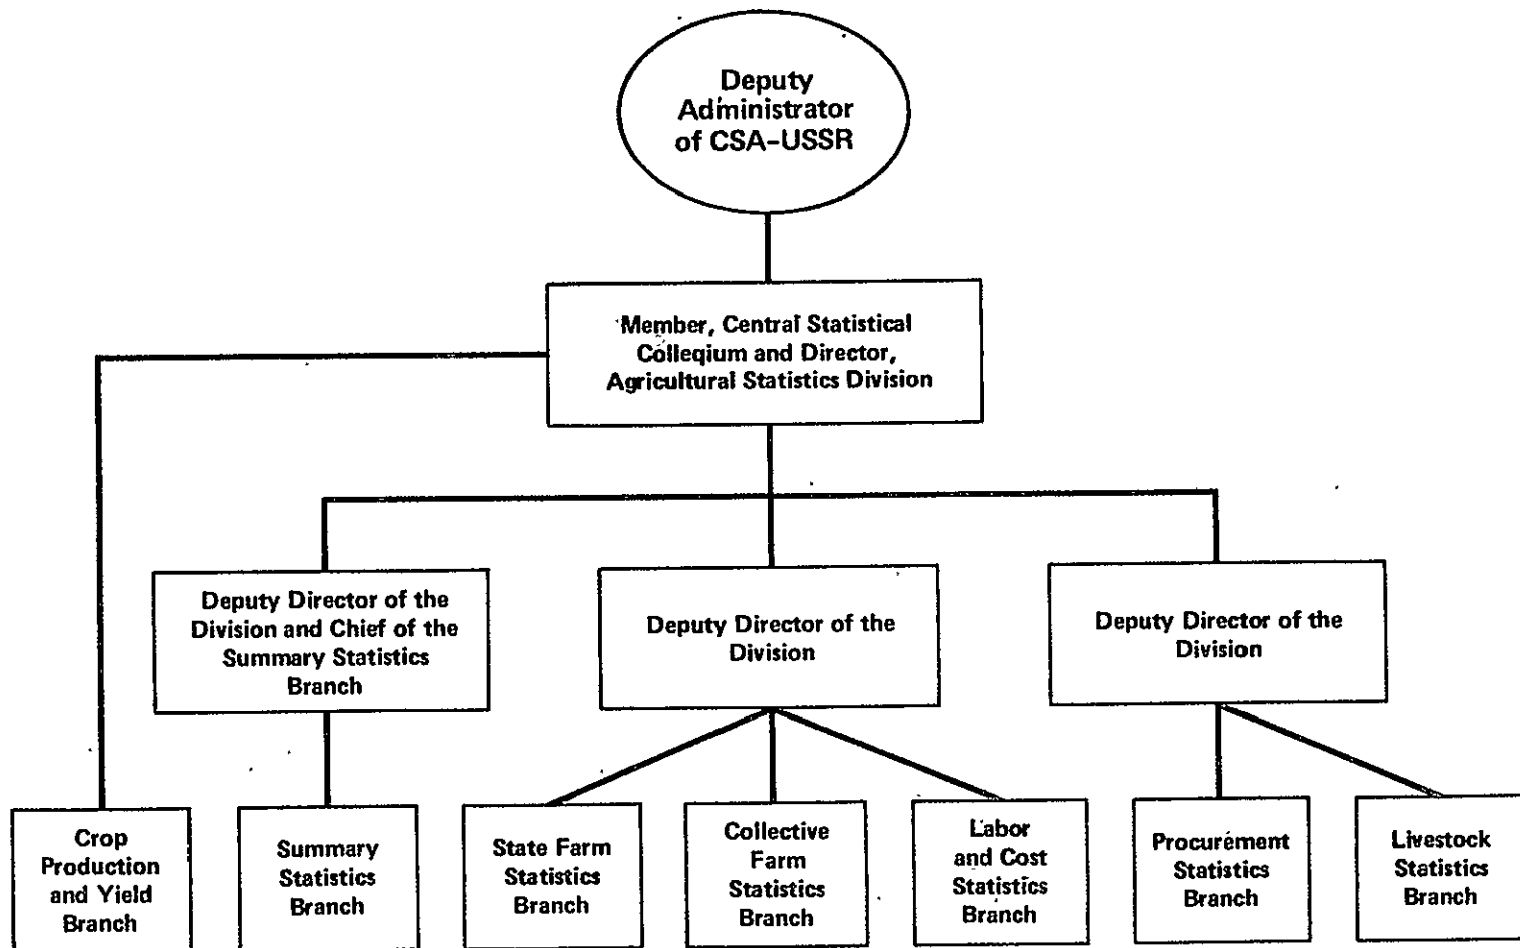 Deputy
Administrator
of CSA-USSR
Member, Central Statistical
Colleqium and Director,
Agricultural Statistics Division
Deputy Director of the
Division and Chief of the
Summary Statistics
Branch
Deputy Director of the
Division
Deputy Director of the
Division
Crop
Production
and Yield
Branch
Summary
Statistics
Branch
State Farm
Statistics
Branch
Collective
Farm
Statistics
Branch
Labor
and Cost
Statistics
Branch
Procurement
Statistics
Branch
Livestock
Statistics
Branch